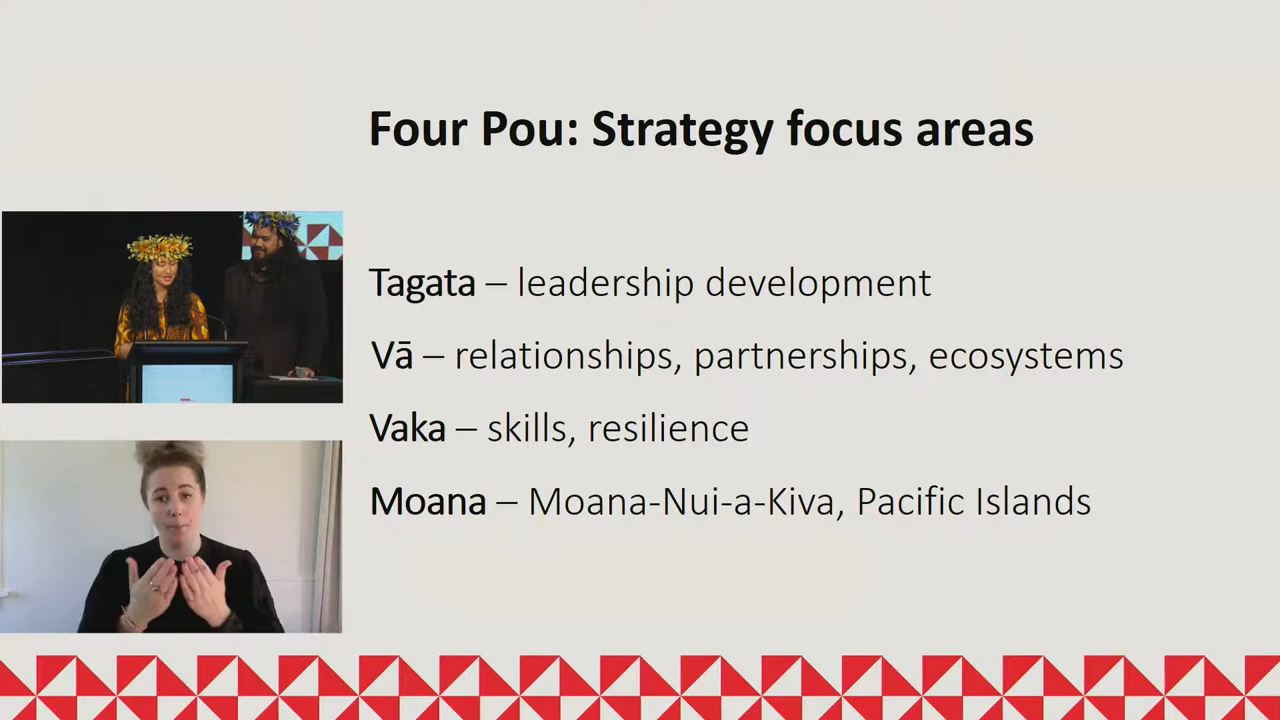 Four Pou: Strategy focus areas
Tagata – leadership development
Vā – relationships, partnerships, ecosystems
Vaka – skills, resilience
Moana – Moana-Nui-a-Kiva, Pacific Islands